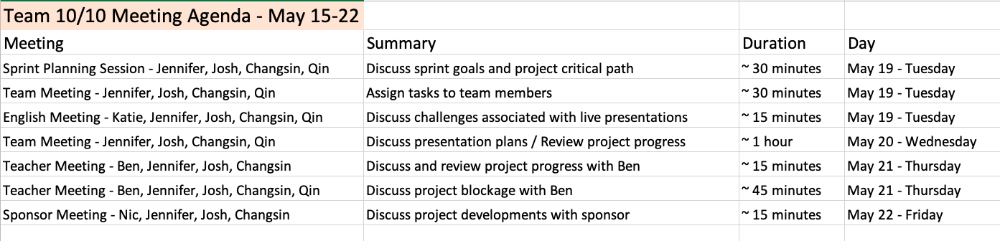 Team 10/10 Meeting Agenda - May 15-22
Meeting Summary Duration Day
Sprint Planning Session - Jennifer, Josh, Changsin, Qin Discuss sprint goals and project critical path ~ 30 minutes May 19 - Tuesday
Team Meeting - Jennifer, Josh, Changsin, Qin Assign tasks to team members ~ 30 minutes May 19 - Tuesday
English Meeting - Katie, Jennifer, Josh, Changsin, Qin Discuss challenges associated with live presentations ~ 15 minutes May 19 - Tuesday
Team Meeting - Jennifer, Josh, Changsin, Qin Discuss presentation plans / Review project progress ~ 1 hour May 20 - Wednesday
Teacher Meeting - Ben, Jennifer, Josh, Changsin Discuss and review project progress with Ben ~ 15 minutes May 21 - Thursday
Teacher Meeting - Ben, Jennifer, Josh, Changsin, Qin Discuss project blockage with Ben ~ 45 minutes May 21 - Thursday
Sponsor Meeting - Nic, Jennifer, Josh, Changsin Discuss project developments with sponsor ~ 15 minutes May 22 - Friday